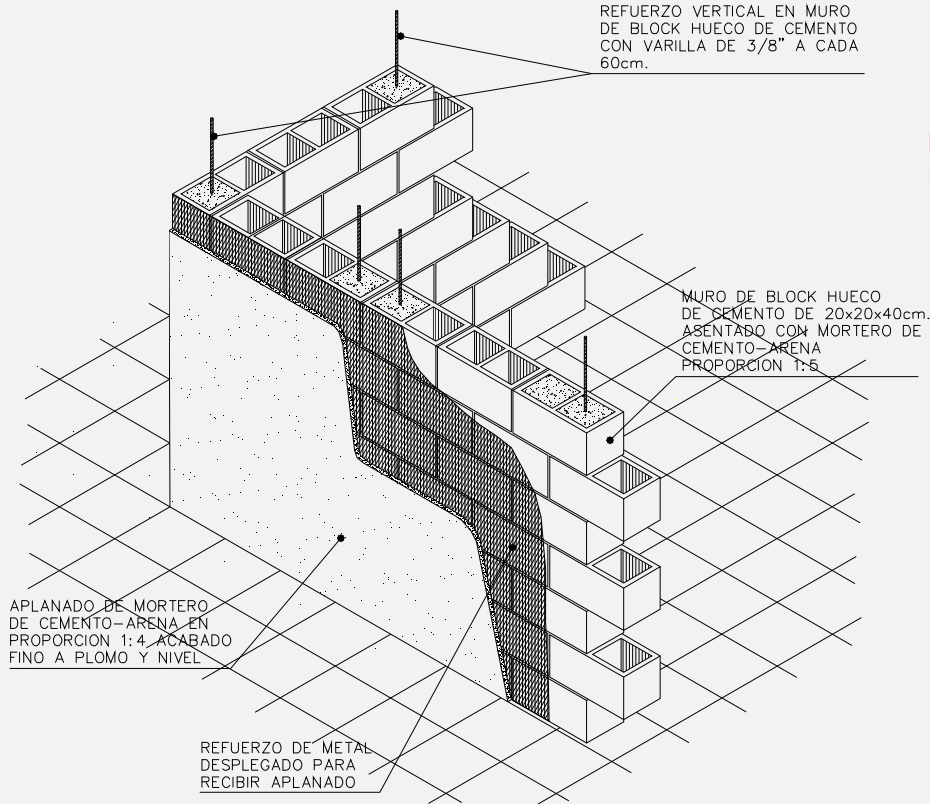 REFUERZO VERTICAL EN MURO
DE BLOCK HUECO DE CEMENTO
CON VARILLA DE 3/8" A CADA
60cm.
MURO DE BLOCK HUECO
DE CEMENTO DE 20x20x40cm.
ASENTADO CON MORTERO DE
CEMENTO-ARENA
PROPORCION 1:5
APLANADO DE MORTERO
DE CEMENTO-ARENA EN
PROPORCION 1:4 ACABADO
FINO A PLOMO Y NIVEL
REFUERZO DE METAL
DESPLEGADO PARA
RECIBIR APLANADO